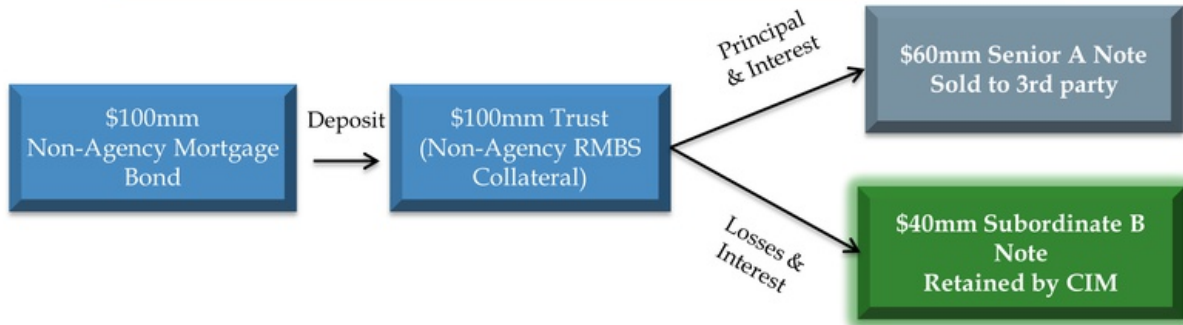 $100mm
Non-Agency Mortgage
Bond
Deposit
$100mm Trust
(Non-Agency RMBS
Collateral)
Principal
& Interest
$60mm Senior A Note
Sold to 3rd party
Losses &
Interest
$40mm Subordinate B
Note
Retained by CIM